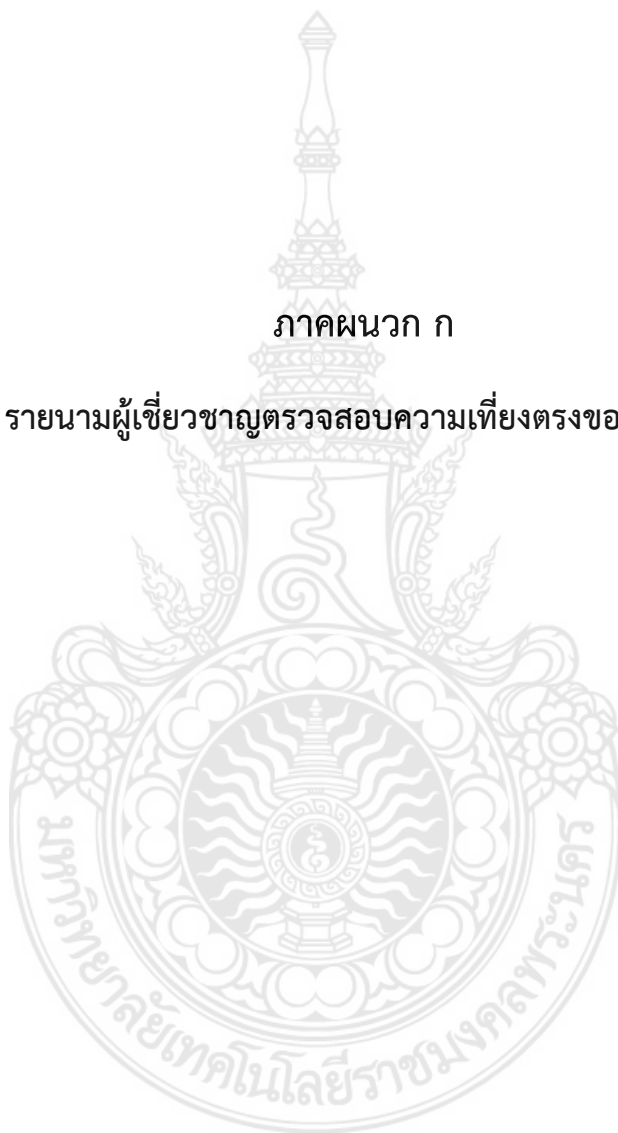 ภาคผนวก ก
รายนามผู้เชี่ยวชาญตรวจสอบความเที่ยงตรงขอ
มหาวิทยาลัยเทคโนโลยีราชมงคลพระนคร